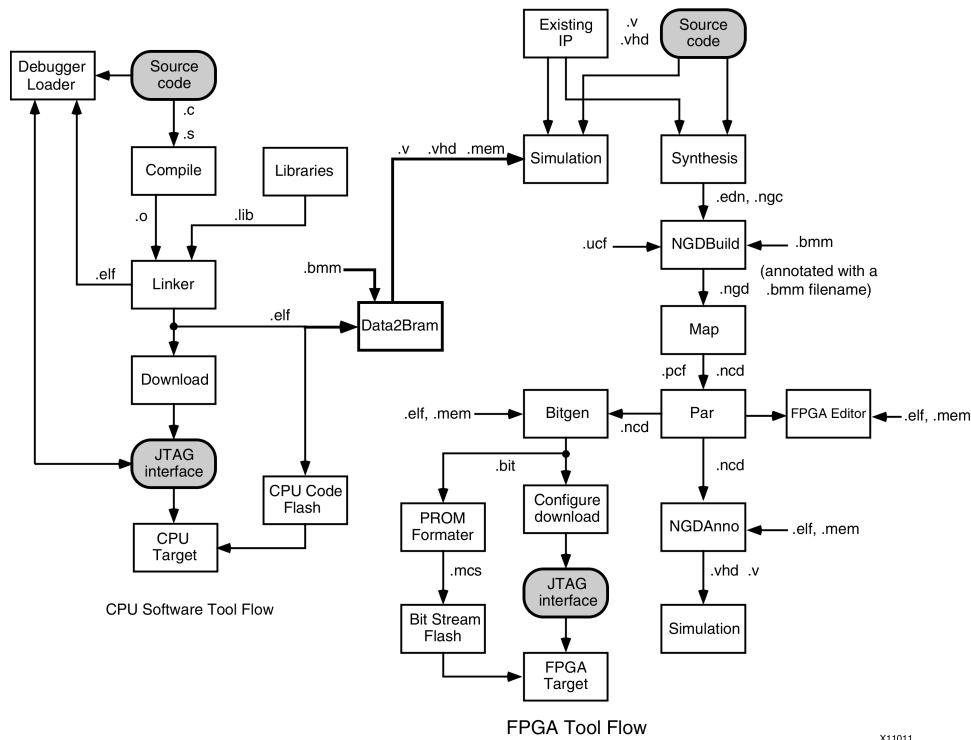 Debugger
Loader
Source
code
.c
.s
Compile
Libraries
.o
.lib
.elf
Linker
.elf
Download
JTAG
interface
CPU Code
Flash
CPU
Target
CPU Software Tool Flow
.bmm
Data2Bram
.v .vhd .mem
Existing
IP
.v
.vhd
Source
code
Simulation
Synthesis
.edn, .ngc
.ucf
NGDBuild
.bmm
(annotated with a
.bmm filename)
.ngd
Map
.pcf .ncd
.elf, .mem
Bitgen
.ncd
Par
FPGA Editor
.elf, .mem
.bit
.ncd
PROM
Formater
Configure
download
NGDAnno
.elf, .mem
.mcs
.vhd .v
JTAG
interface
Bit Stream
Flash
Simulation
FPGA
Target
FPGA Tool Flow
X11011